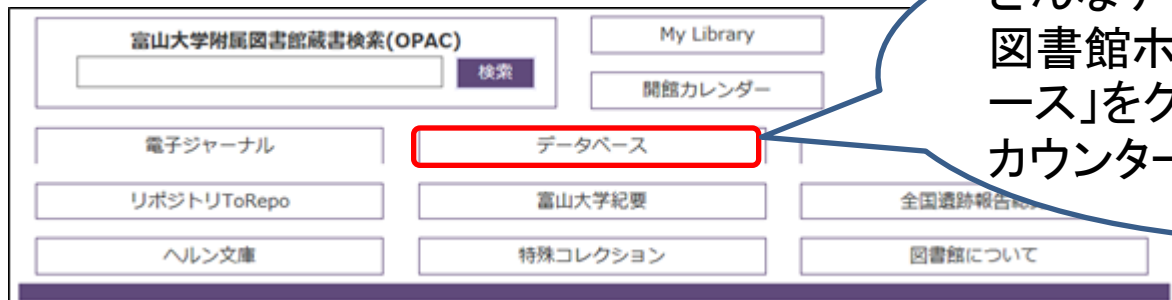 富山大学附属図書館蔵書検索(OPAC)
検索
My Library
開館カレンダー
電子ジャーナル
データベース
リポジトリToRepo
富山大学紀要
全国遺跡報告総
ヘルン文庫
特殊コレクション
図書館について
図書館ホ
ース」をク
カウンター